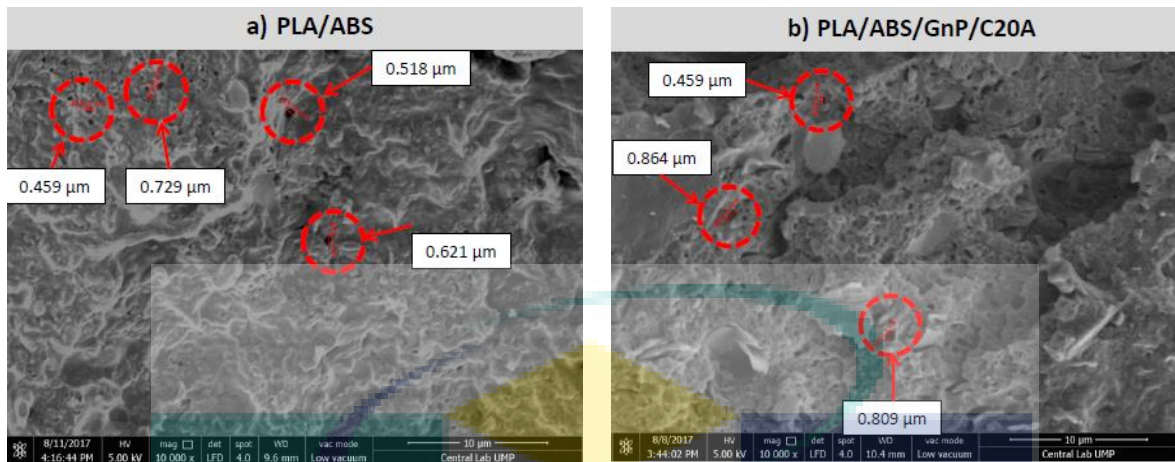 a) PLA/ABS
0.518 µm
0.459 µm
0.729 µm
0.621 µm
8/11/2017 HV mag det spot WD vac mode 10 µm
4:16:44 PM 5.00 kV 10 000 x LFD 4.0 9.6 mm Low vacuum Central Lab UMP
b) PLA/ABS/GnP/C20A
0.459 µm
0.864 µm
0.809 µm
8/8/2017 HV mag det spot WD vac mode 10 µm
3:44:02 PM 5.00 kV 10 000 x LFD 4.0 10.4 mm Low vacuum Central Lab UMP